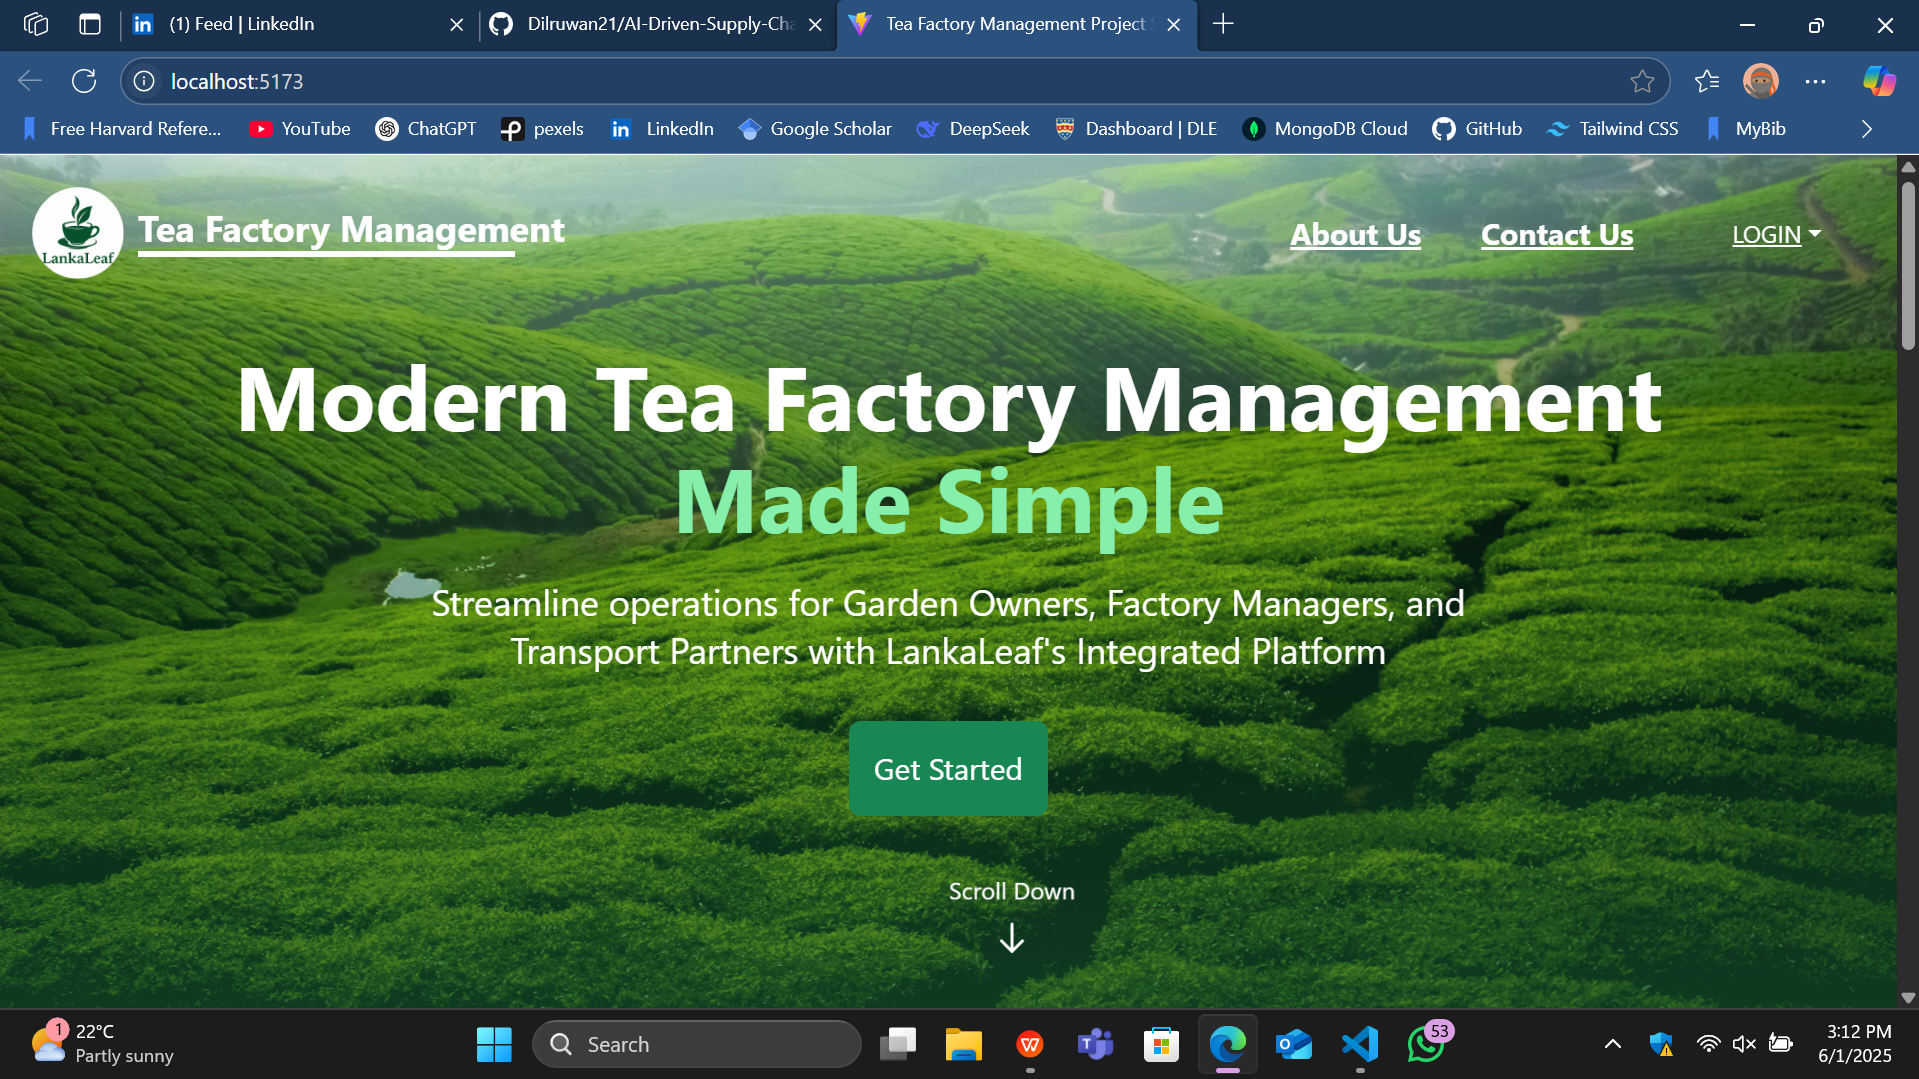 (1) Feed | LinkedIn
Dilruwan21/AI-Driven-Supply-Cha
Tea Factory Management Project
localhost:5173
Free Harvard Refere...
YouTube
ChatGPT
pexels
LinkedIn
Google Scholar
DeepSeek
Dashboard | DLE
MongoDB Cloud
GitHub
Tailwind CSS
MyBib
LankaLeaf
Tea Factory Management
About Us
Contact Us
LOGIN
Modern Tea Factory Management
Made Simple
Streamline operations for Garden Owners, Factory Managers, and
Transport Partners with LankaLeaf's Integrated Platform
Get Started
Scroll Down
1
22°C
Partly sunny
Search
53
3:12 PM
6/1/2025